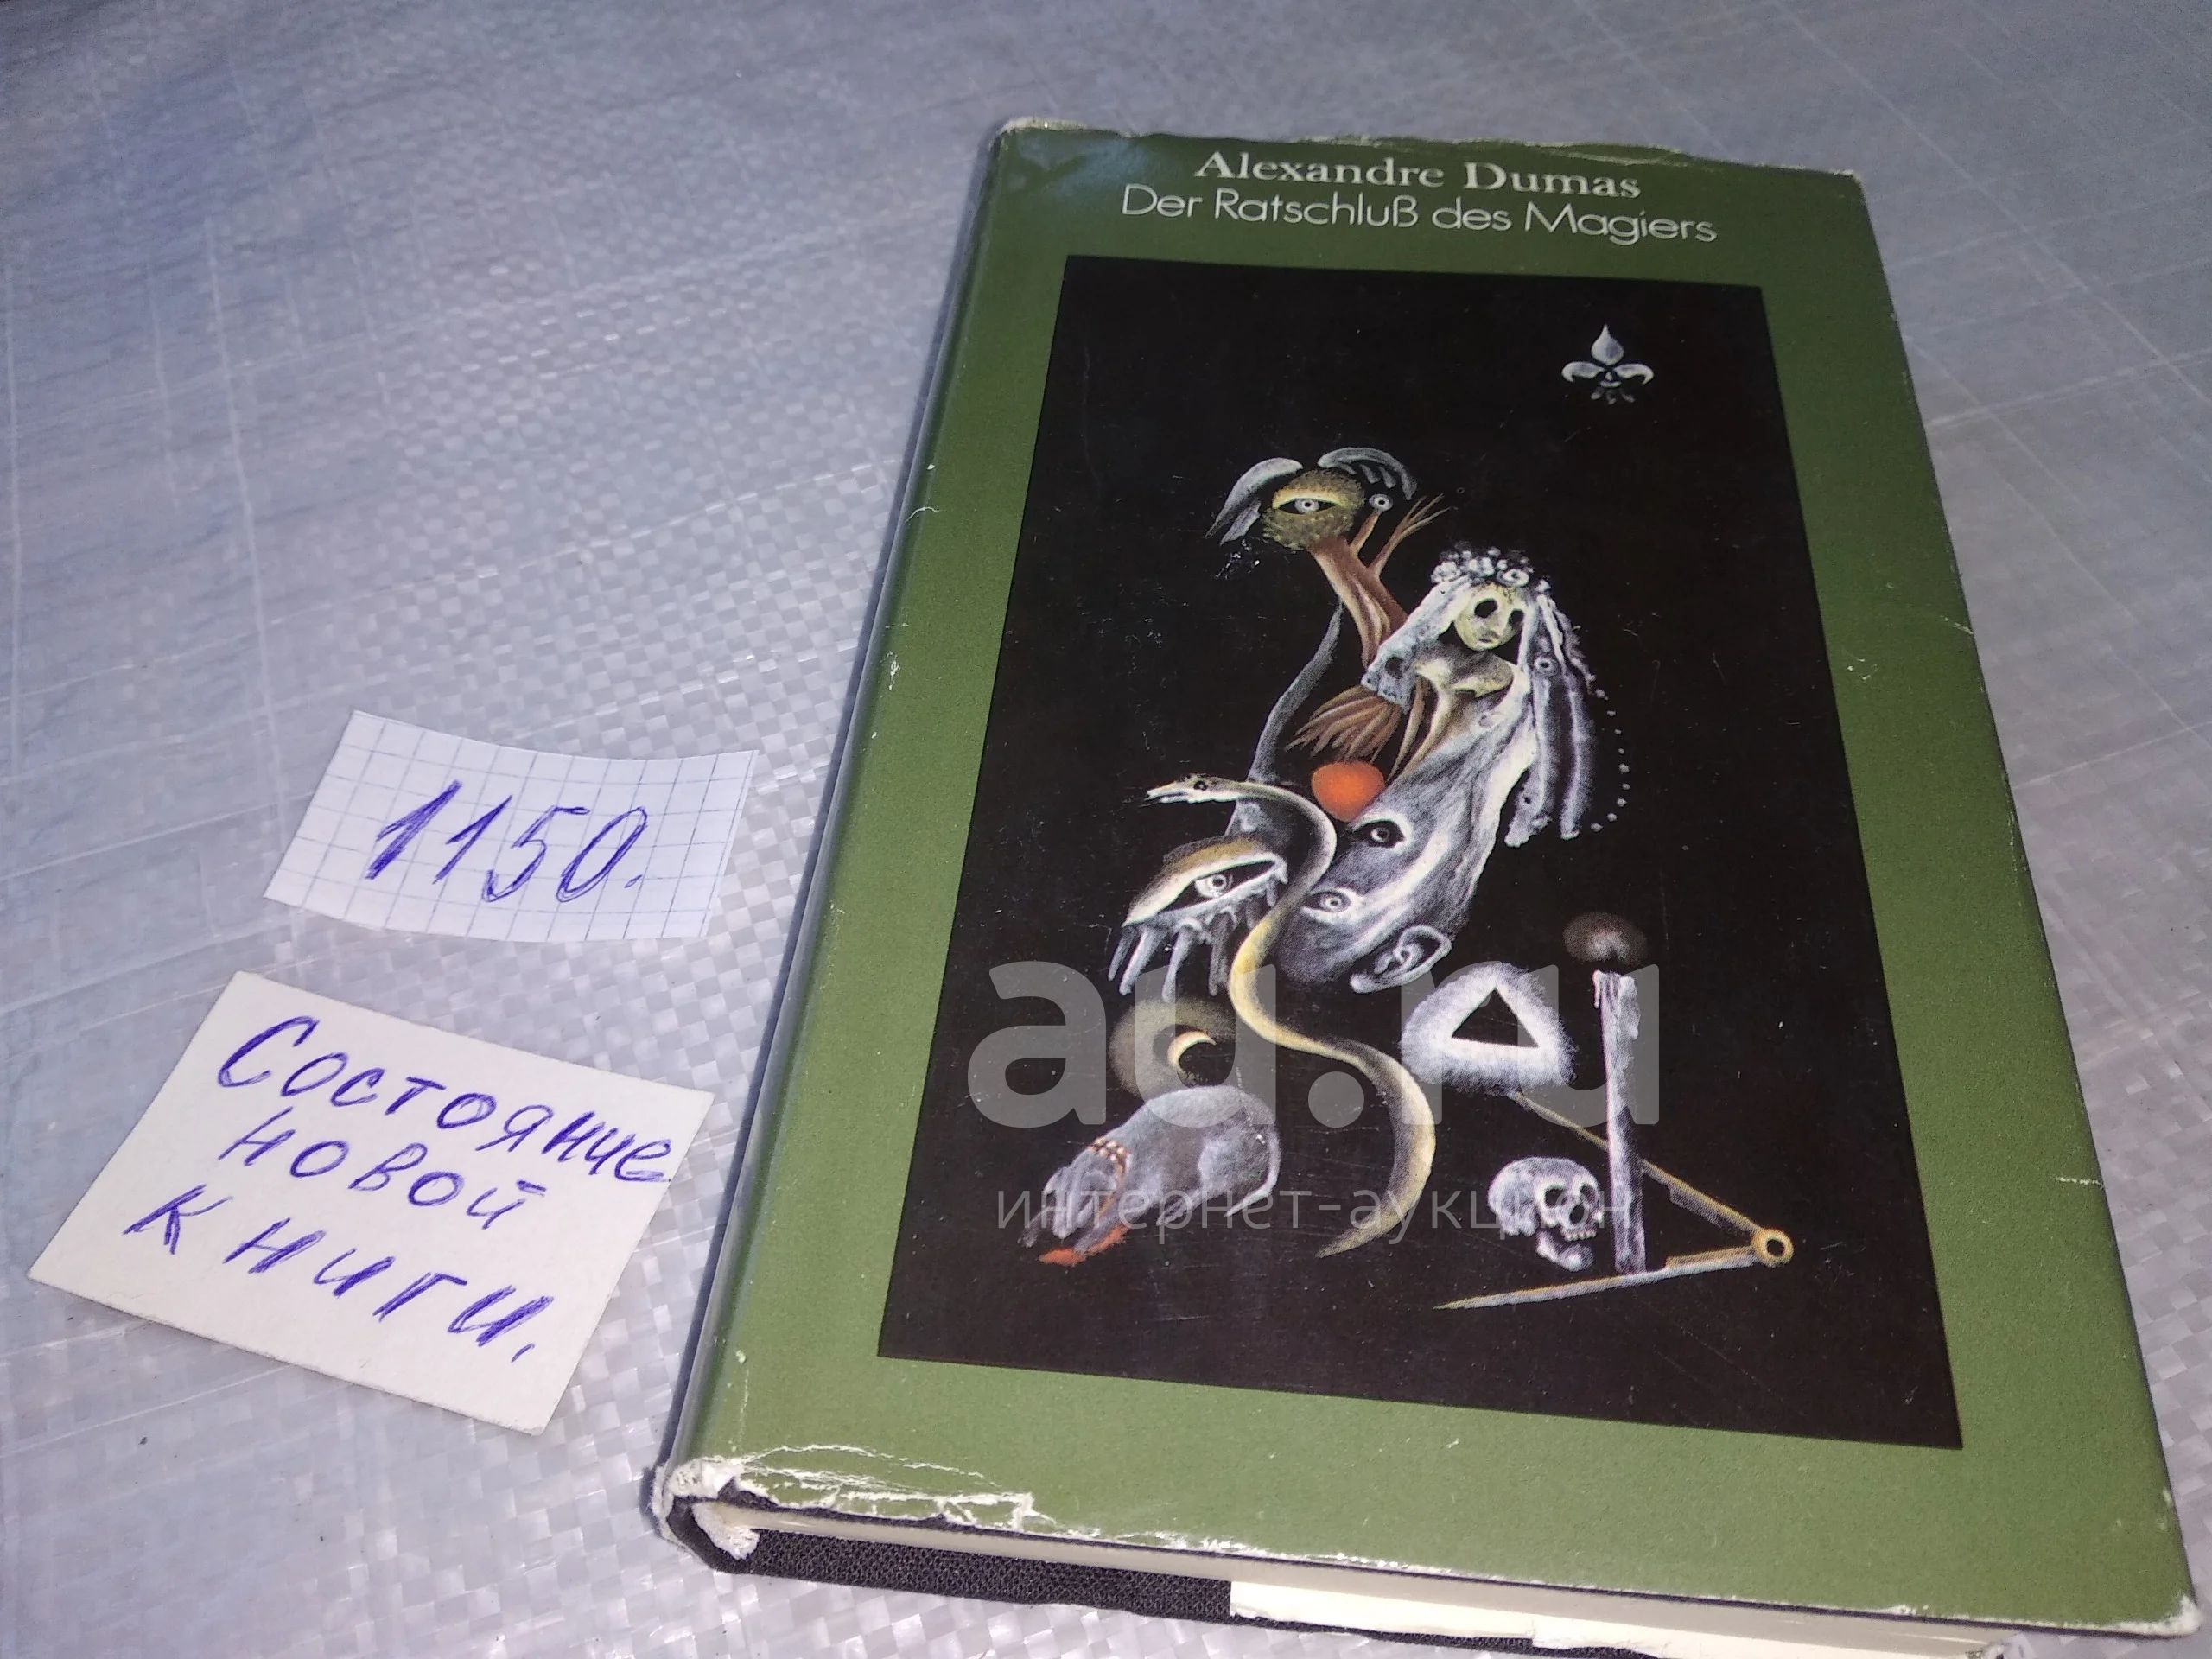 Alexandre Dumas
Der Ratschluß des Magiers
1150.
Состояние
новой
книги.
au.ru
интернет-аукцион